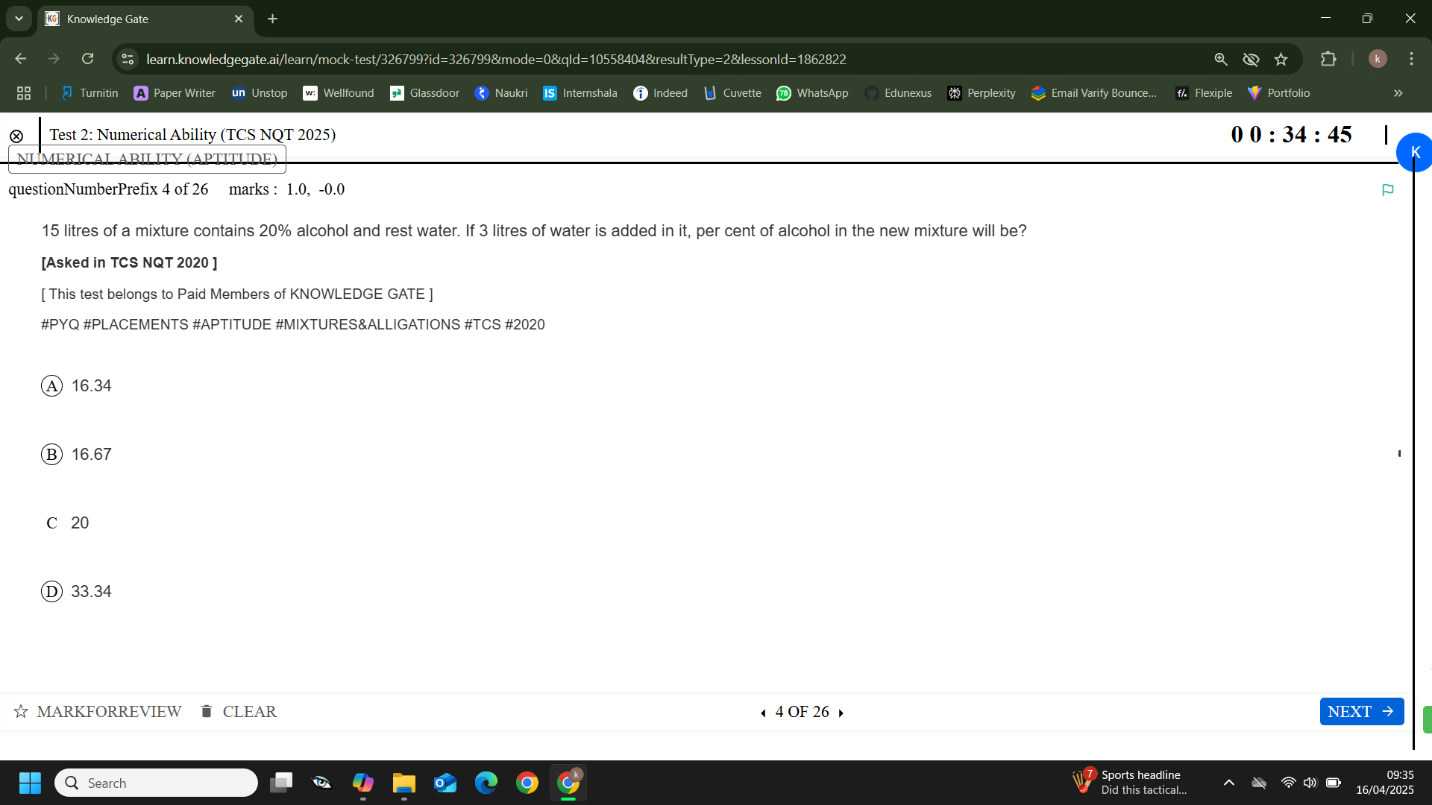 KG Knowledge Gate
learn.knowledgegate.ai/learn/mock-test/326799?id=326799&mode=0&qId=10558404&resultType=2&lessonId=1862822
k
Turnitin
A Paper Writer
un Unstop
w: Wellfound
Glassdoor
Naukri
IS Internshala
i Indeed
Cuvette
WhatsApp
Edunexus
Perplexity
Email Varify Bounce...
f/. Flexiple
Portfolio
Test 2: Numerical Ability (TCS NQT 2025)
0 0 : 34 : 45
K
NUMERICAL ABILITY (APTITUDE)
questionNumberPrefix 4 of 26 marks : 1.0, -0.0
15 litres of a mixture contains 20% alcohol and rest water. If 3 litres of water is added in it, per cent of alcohol in the new mixture will be?
[Asked in TCS NQT 2020 ]
[ This test belongs to Paid Members of KNOWLEDGE GATE ]
#PYQ #PLACEMENTS #APTITUDE #MIXTURES&ALLIGATIONS #TCS #2020
A 16.34
B 16.67
C 20
D 33.34
MARKFORREVIEW
CLEAR
4 OF 26
NEXT
Search
k
7
Sports headline
Did this tactical...
09:35
16/04/2025